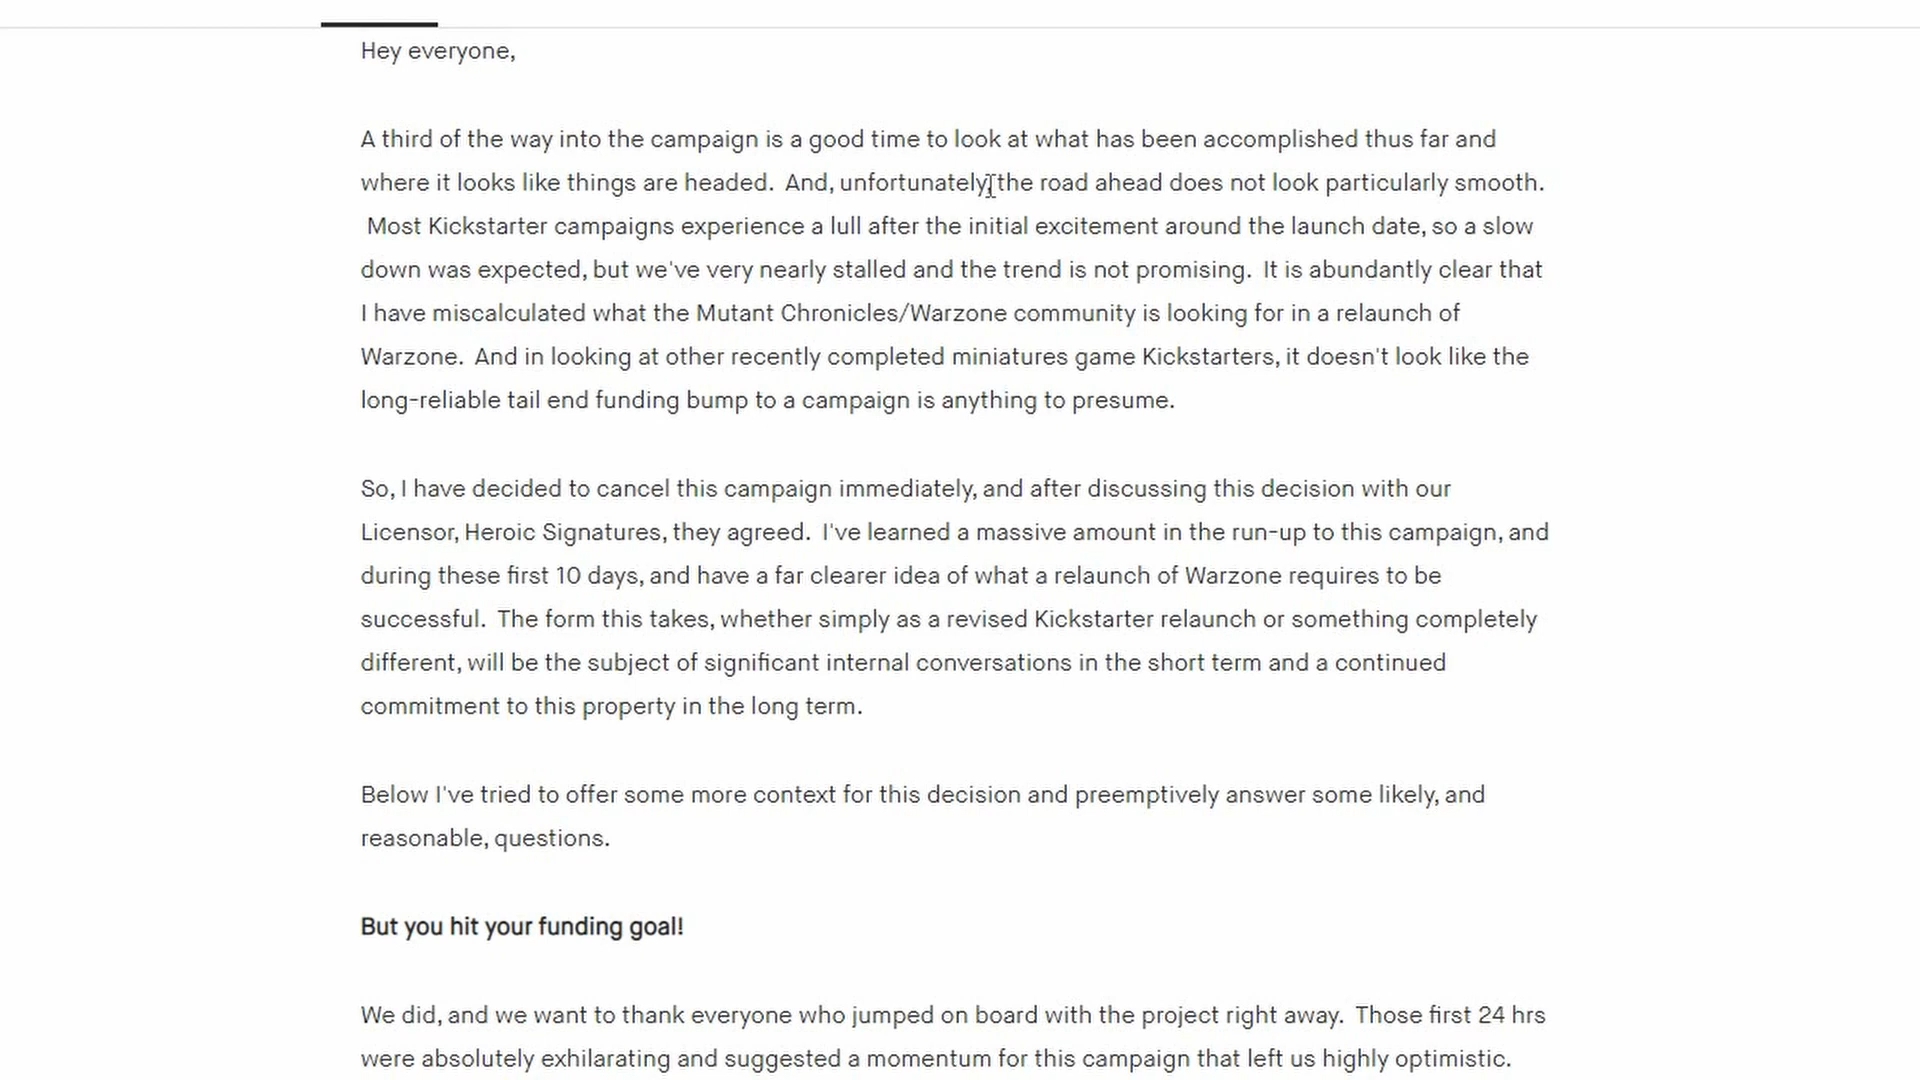 Hey everyone,
A third of the way into the campaign is a good time to look at what has been accomplished thus far and
where it looks like things are headed.  And, unfortunately, the road ahead does not look particularly smooth.
Most Kickstarter campaigns experience a lull after the initial excitement around the launch date, so a slow
down was expected, but we've very nearly stalled and the trend is not promising.  It is abundantly clear that
I have miscalculated what the Mutant Chronicles/Warzone community is looking for in a relaunch of
Warzone.  And in looking at other recently completed miniatures game Kickstarters, it doesn't look like the
long-reliable tail end funding bump to a campaign is anything to presume.
So, I have decided to cancel this campaign immediately, and after discussing this decision with our
Licensor, Heroic Signatures, they agreed.  I've learned a massive amount in the run-up to this campaign, and
during these first 10 days, and have a far clearer idea of what a relaunch of Warzone requires to be
successful.  The form this takes, whether simply as a revised Kickstarter relaunch or something completely
different, will be the subject of significant internal conversations in the short term and a continued
commitment to this property in the long term.
Below I've tried to offer some more context for this decision and preemptively answer some likely, and
reasonable, questions.
But you hit your funding goal!
We did, and we want to thank everyone who jumped on board with the project right away.  Those first 24 hrs
were absolutely exhilarating and suggested a momentum for this campaign that left us highly optimistic.